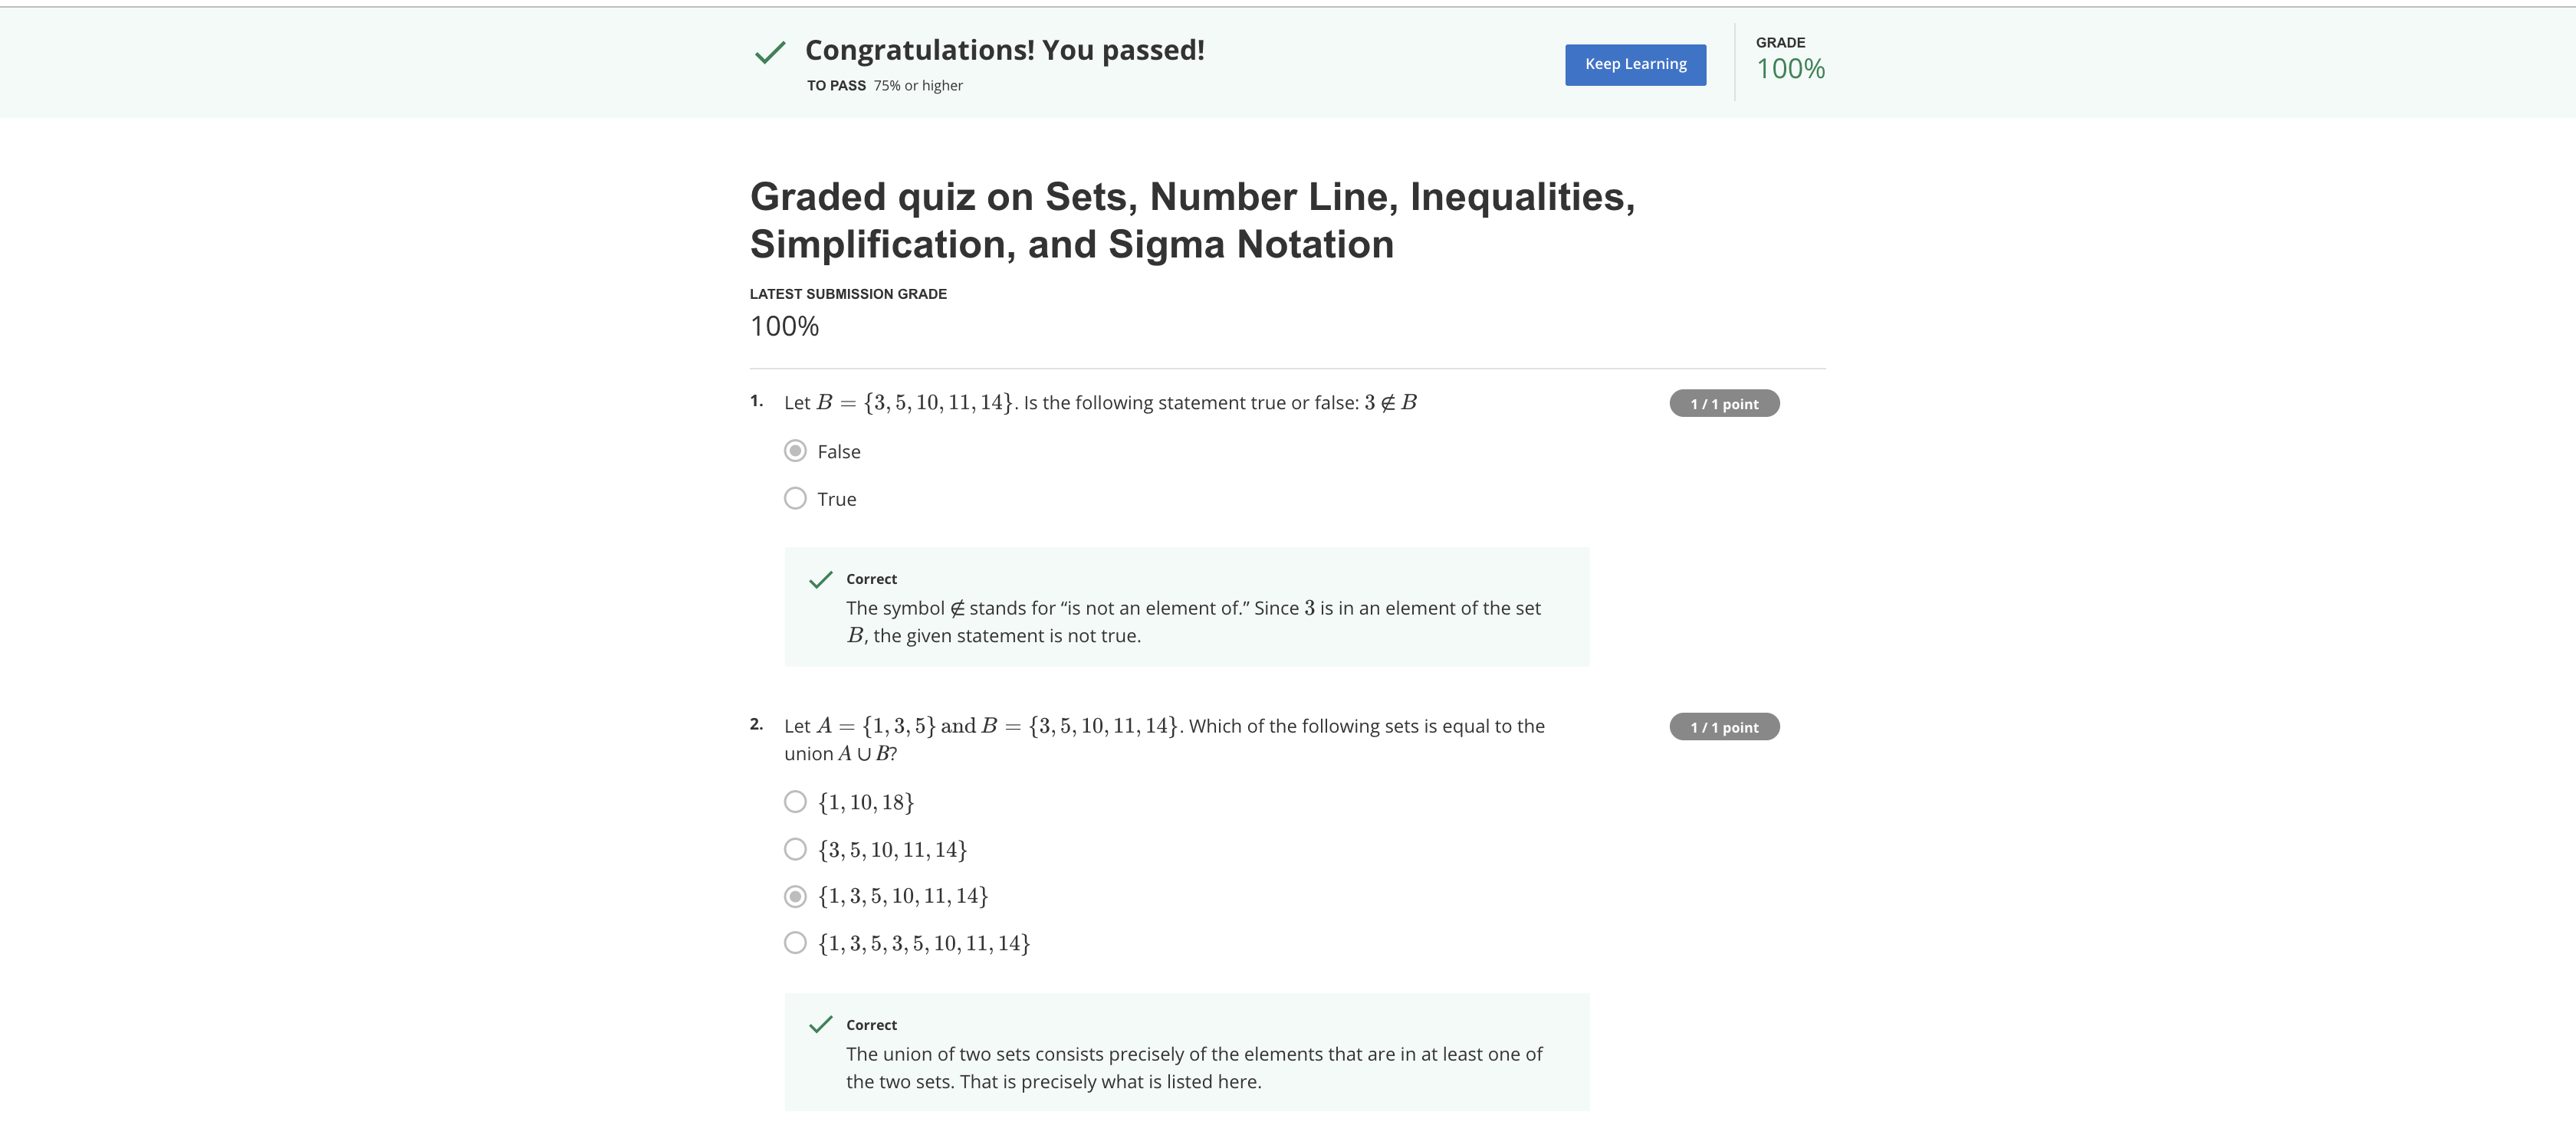 Congratulations! You passed!
TO PASS 75% or higher
Keep Learning
GRADE
100%
Graded quiz on Sets, Number Line, Inequalities,
Simplification, and Sigma Notation
LATEST SUBMISSION GRADE
100%
1. Let B = {3, 5, 10, 11, 14}. Is the following statement true or false: 3 ∉ B
1 / 1 point
False
True
Correct
The symbol ∉ stands for “is not an element of.” Since 3 is in an element of the set
B, the given statement is not true.
2. Let A = {1, 3, 5} and B = {3, 5, 10, 11, 14}. Which of the following sets is equal to the
union A ∪ B?
1 / 1 point
{1, 10, 18}
{3, 5, 10, 11, 14}
{1, 3, 5, 10, 11, 14}
{1, 3, 5, 3, 5, 10, 11, 14}
Correct
The union of two sets consists precisely of the elements that are in at least one of
the two sets. That is precisely what is listed here.